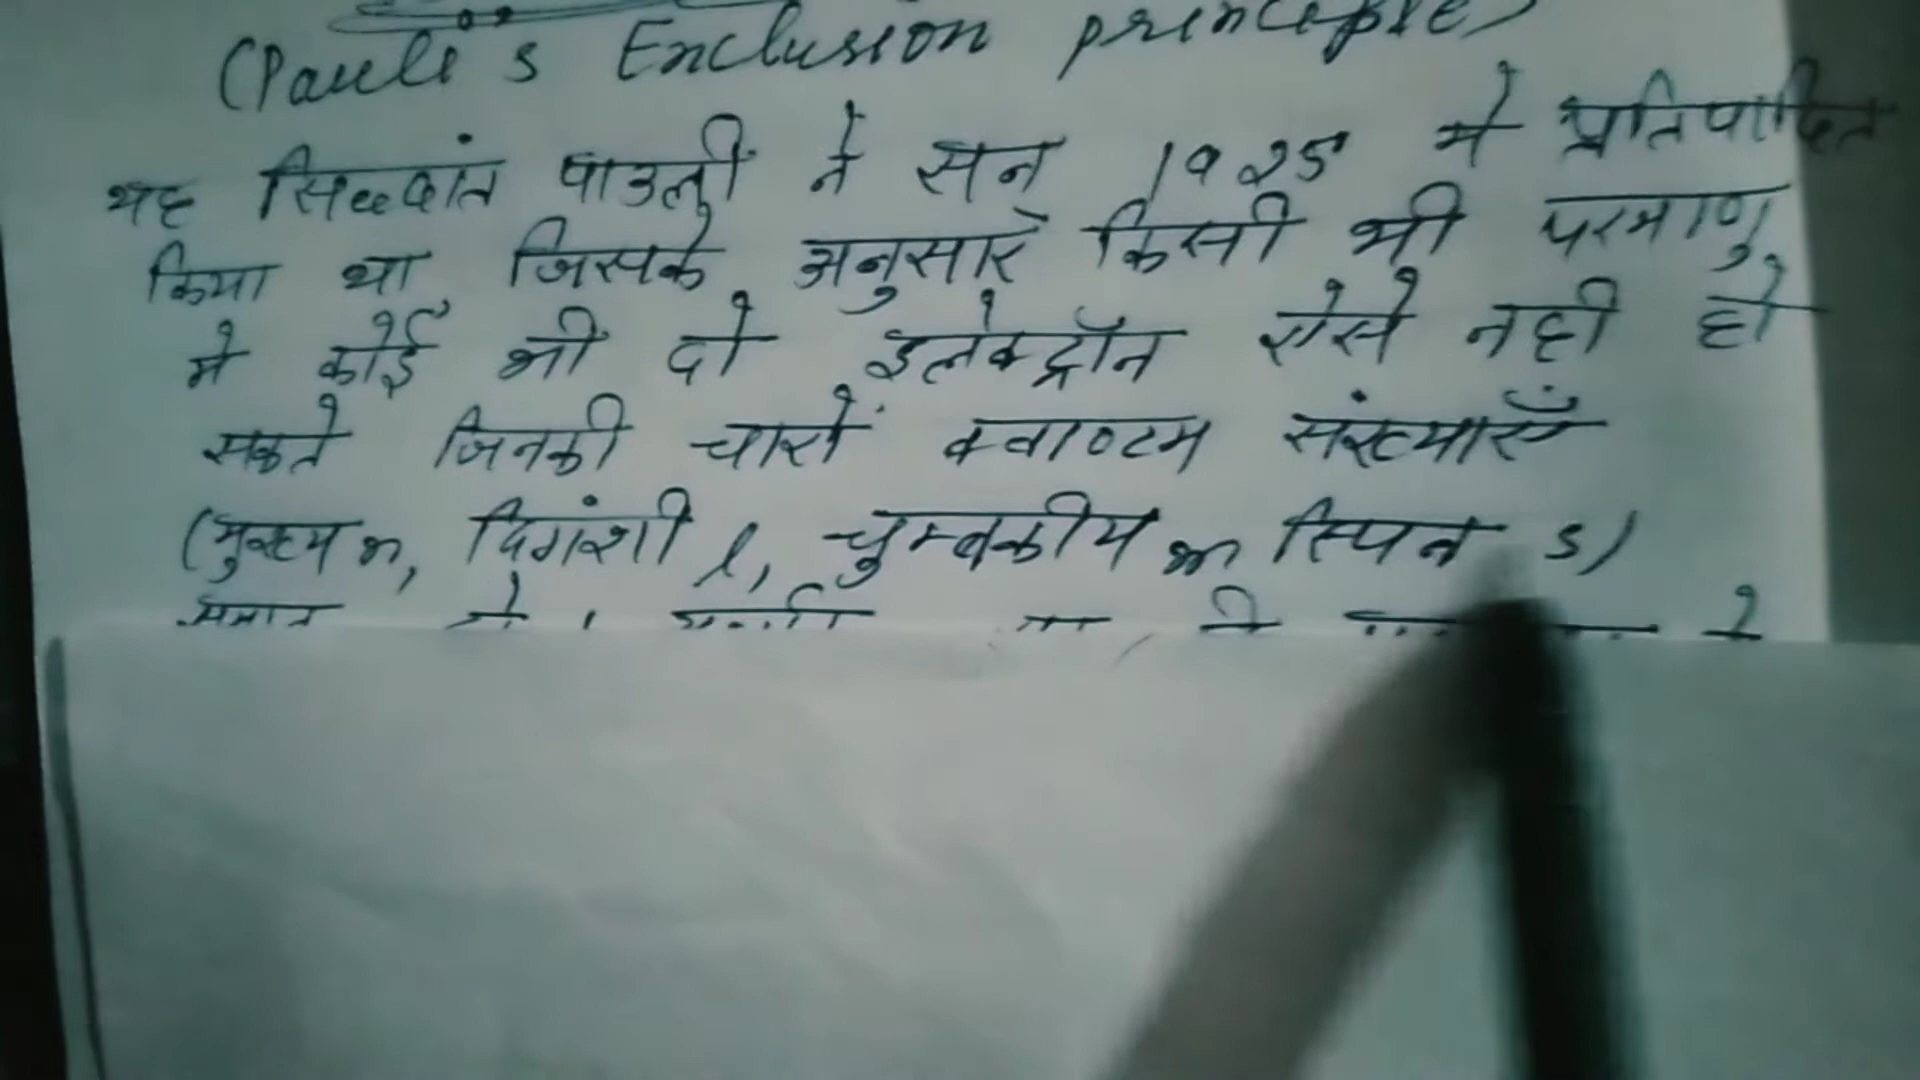 (Pauli's Exclusion principle)
यह सिद्धांत पाउली ने सन 1925 मे प्रतिपादित
किया था, जिसके अनुसार किसी भी परमाणु
मे कोई भी दो इलेक्ट्रॉन ऐसे नही हो
सकते जिनकी चारों क्वाण्टम संख्याएँ
(मुख्य n, दिगंशी l, चुम्बकीय m स्पिन s)